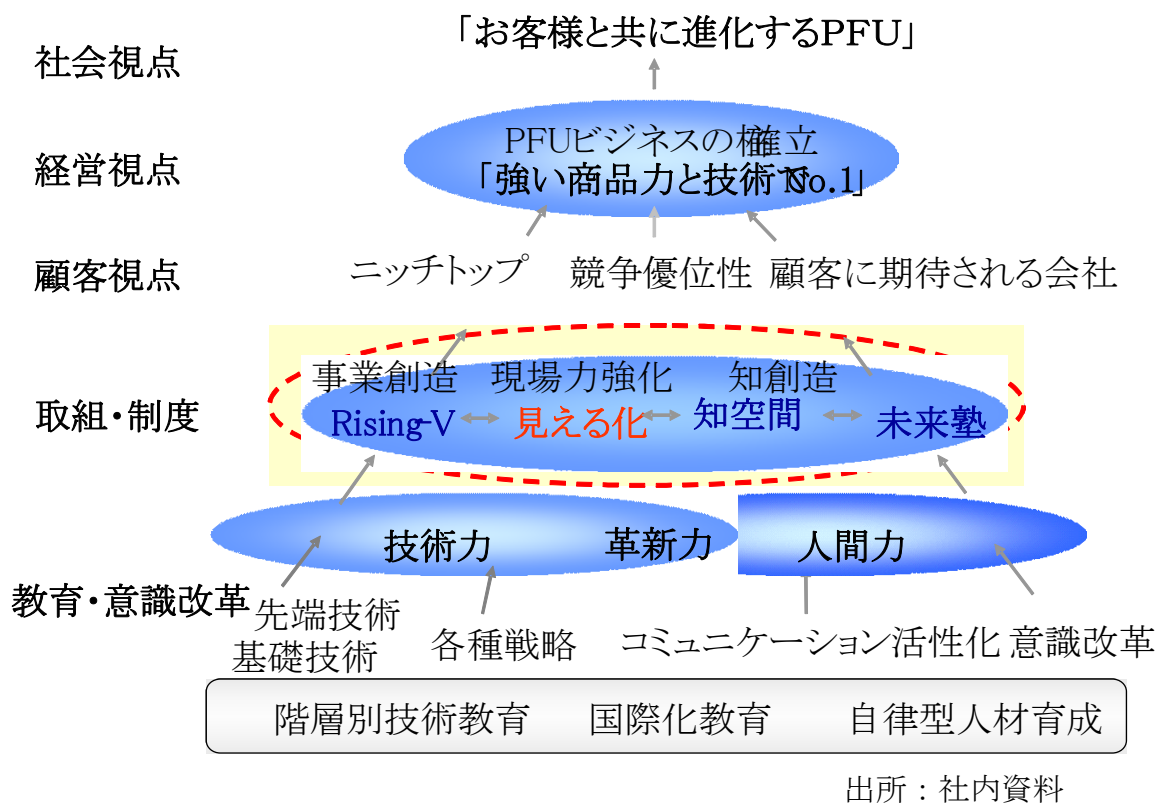 「お客様と共に進化するPFU」
社会視点
PFUビジネスの確立
経営視点
「強い商品力と技術でNo.1」
顧客視点
ニッチトップ 競争優位性 顧客に期待される会社
事業創造 現場力強化 知創造
取組・制度
Rising-V 見える化 知空間 未来塾
技術力 革新力 人間力
教育・意識改革
先端技術
基礎技術 各種戦略 コミュニケーション活性化 意識改革
階層別技術教育 国際化教育 自律型人材育成
出所：社内資料